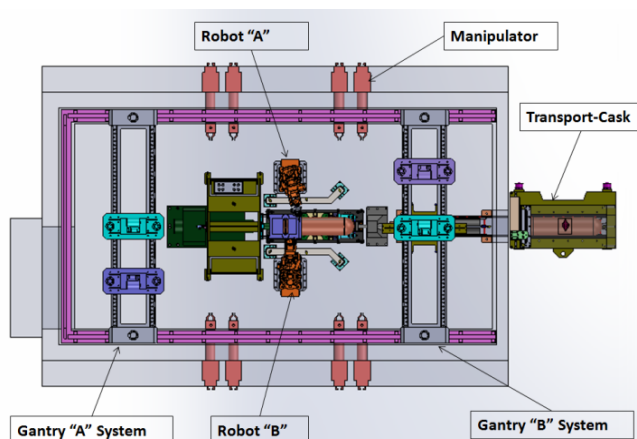 Robot “A”
Manipulator
Transport-Cask
Gantry “A” System
Robot “B”
Gantry “B” System